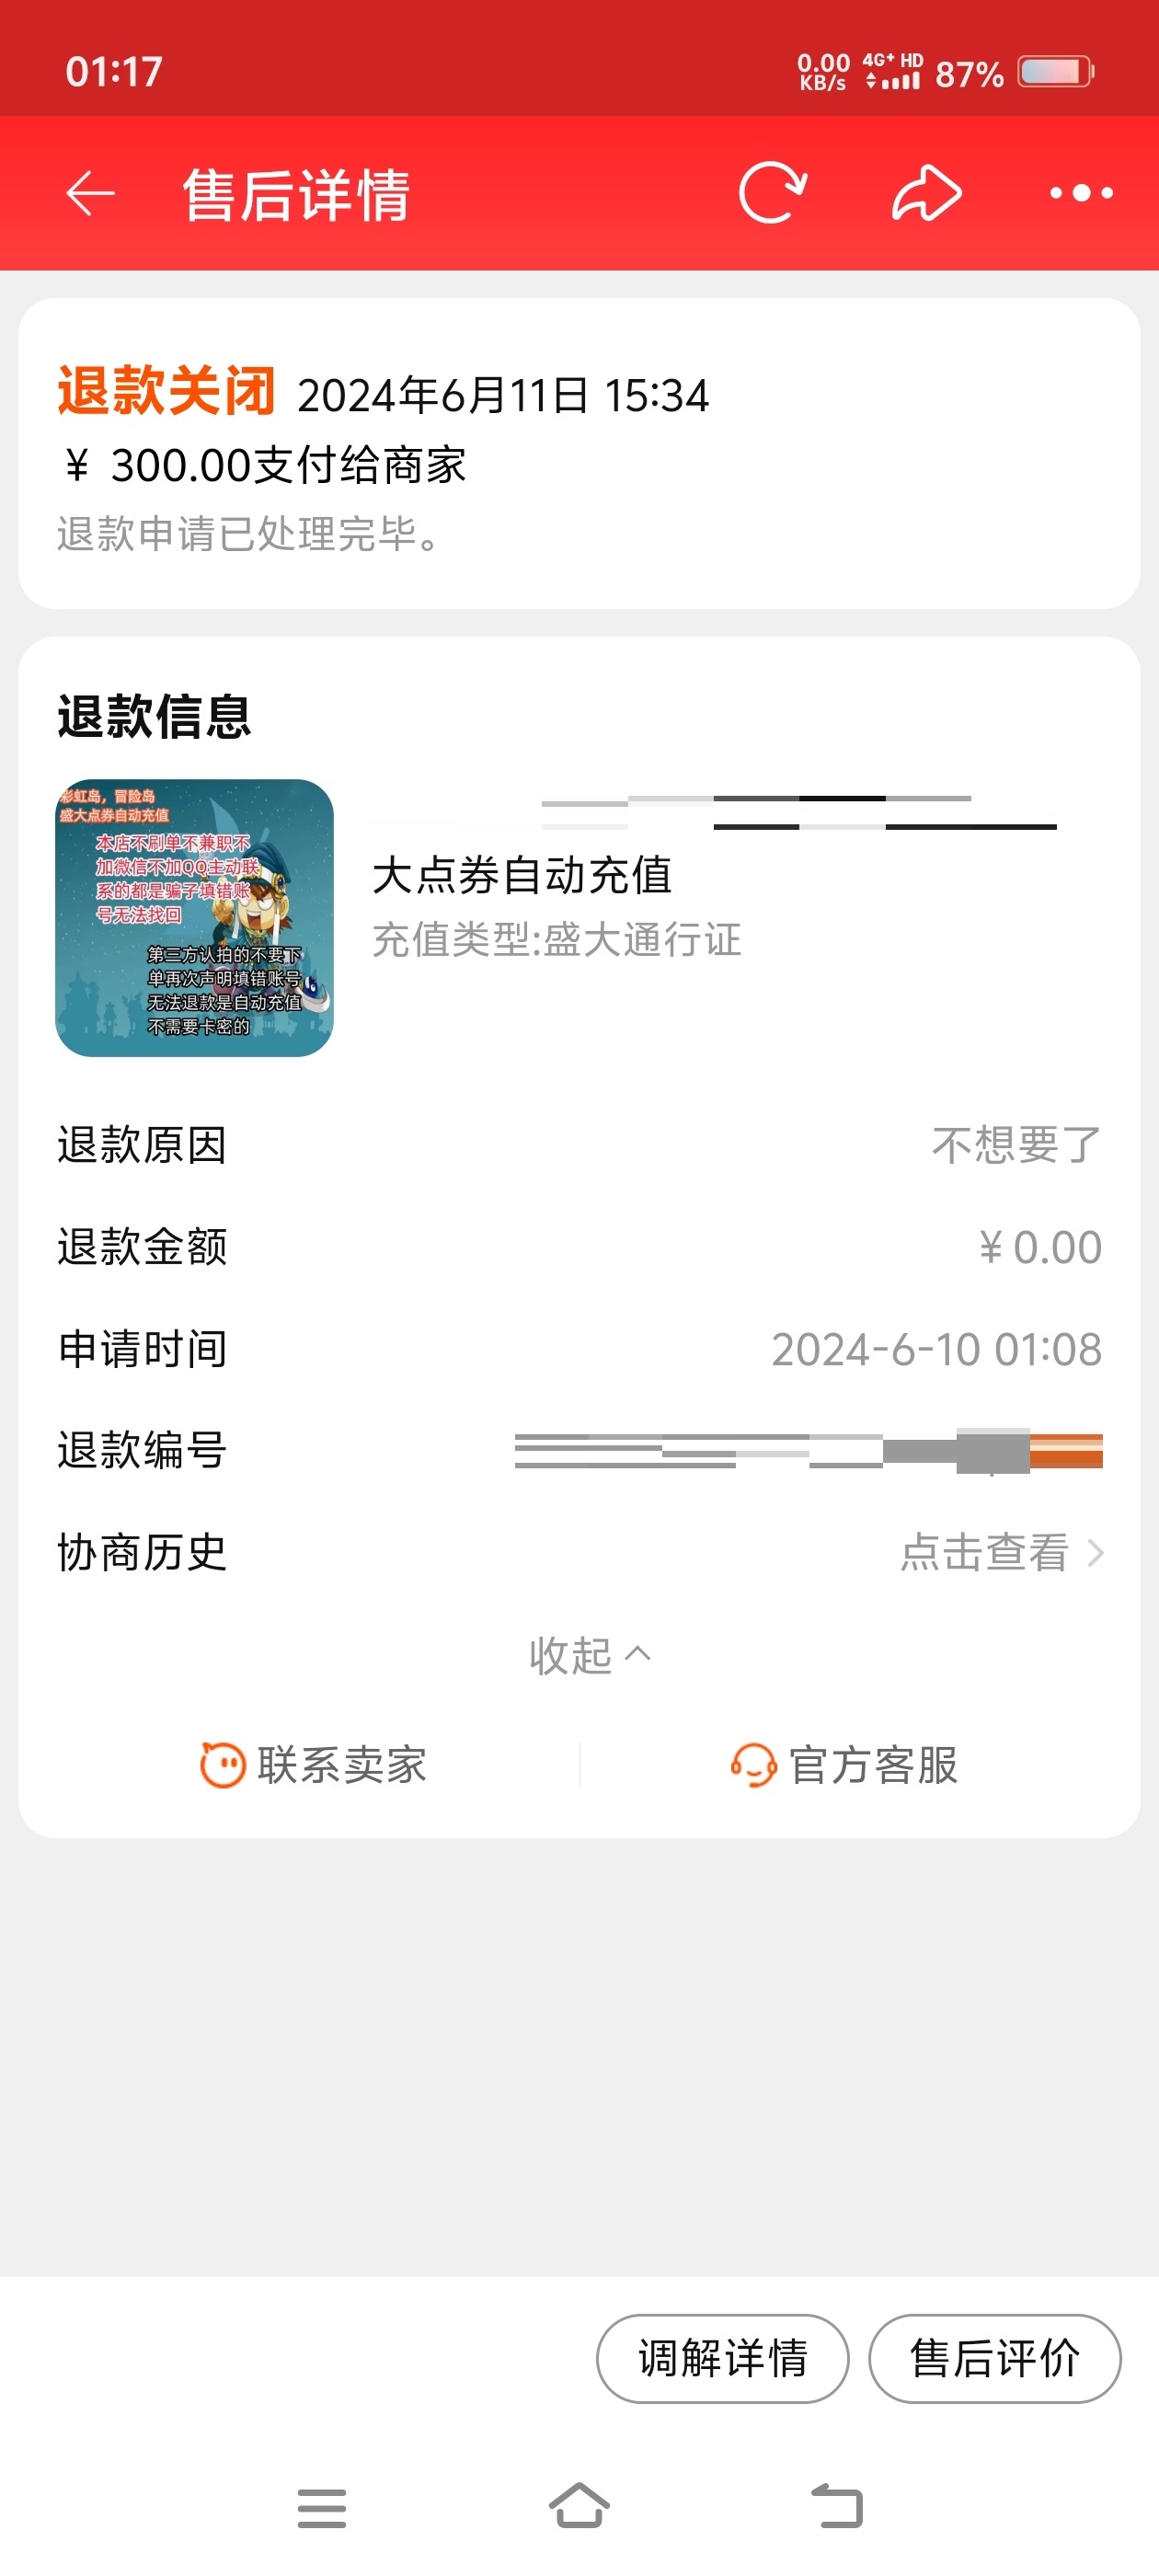 01:17
0.00 KB/s 4G+ HD 87%
售后详情
退款关闭 2024年6月11日 15:34
¥ 300.00支付给商家
退款申请已处理完毕。
退款信息
彩虹岛，冒险岛
盛大点券自动充值
本店不刷单不兼职不
加微信不加QQ主动联
系的都是骗子填错账
号无法找回
第三方认拍的不要下
单再次声明填错账号
无法退款是自动充值
不需要卡密的
大点券自动充值
充值类型:盛大通行证
退款原因 不想要了
退款金额 ¥0.00
申请时间 2024-6-10 01:08
退款编号
协商历史 点击查看
收起
联系卖家 官方客服
调解详情 售后评价